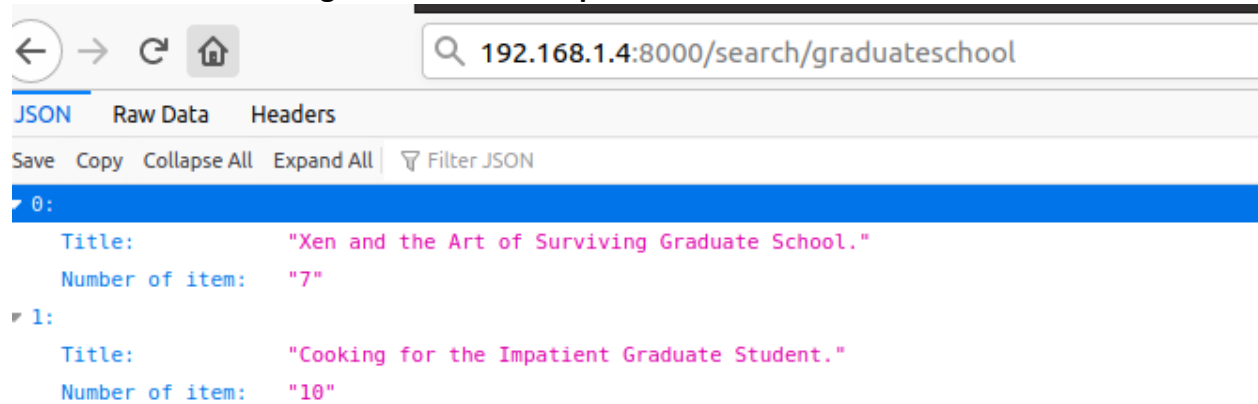 192.168.1.4:8000/search/graduateschool
JSON Raw Data Headers
Save Copy Collapse All Expand All Filter JSON
0:
Title: "Xen and the Art of Surviving Graduate School."
Number of item: "7"
1:
Title: "Cooking for the Impatient Graduate Student."
Number of item: "10"